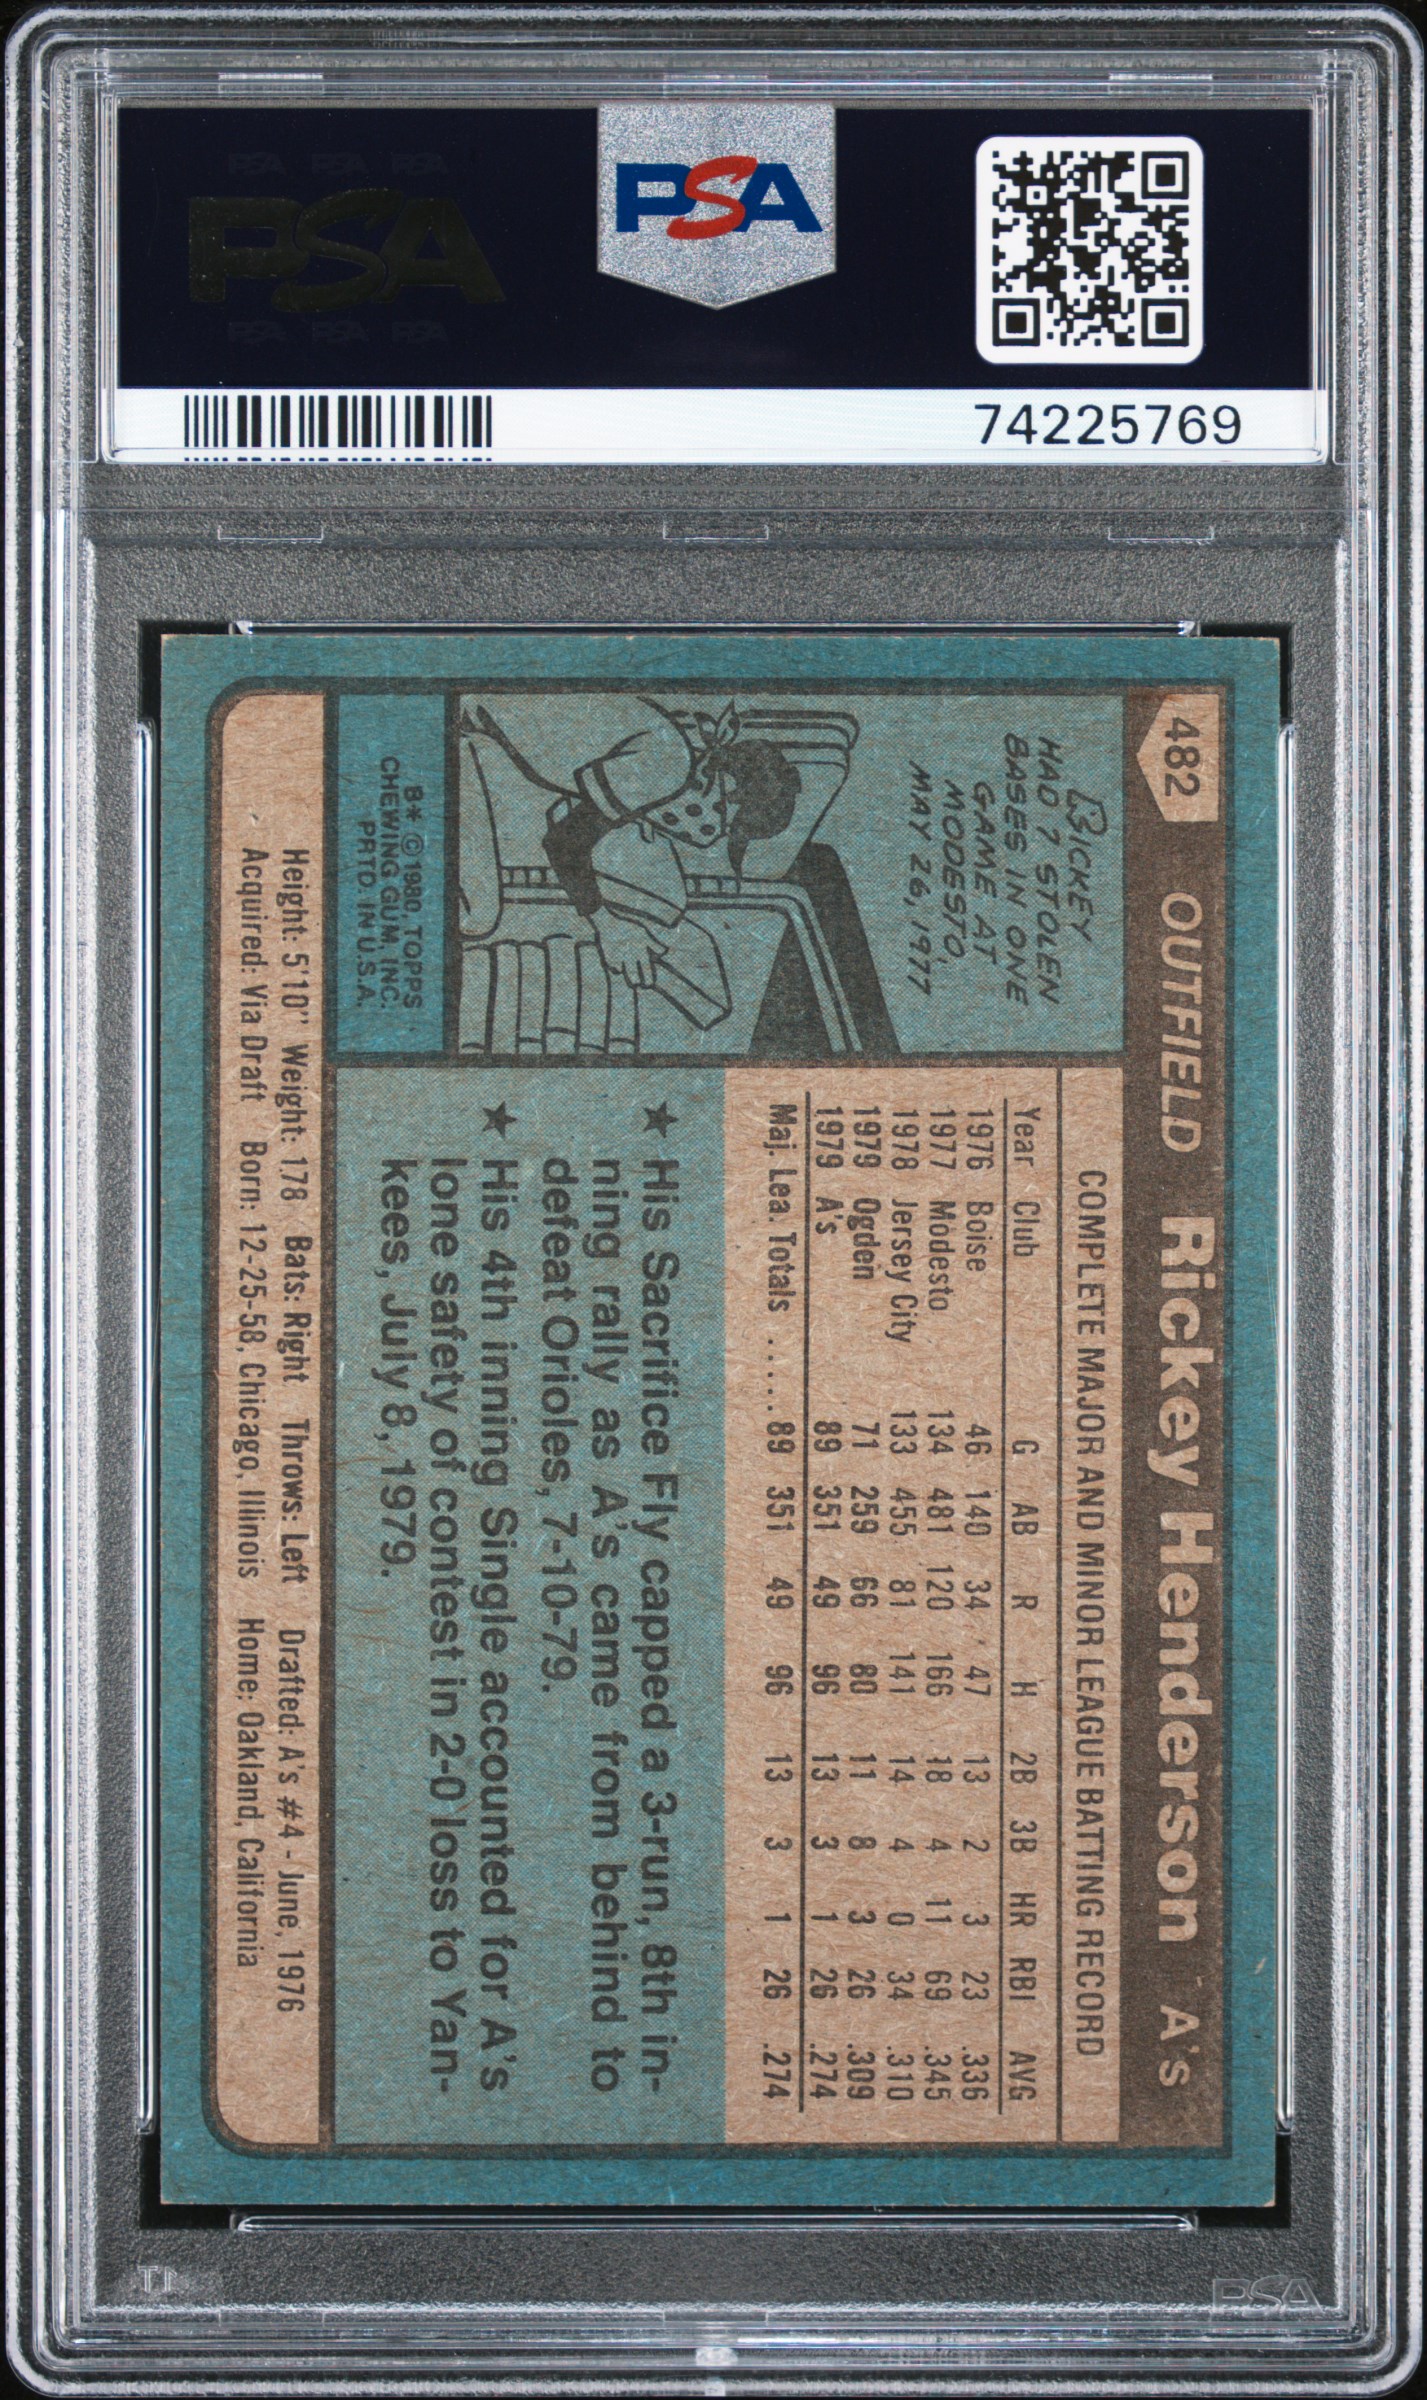 PSA PSA PSA
PSA
PSA PSA PSA
PSA
74225769
482 OUTFIELD Rickey Henderson A's
COMPLETE MAJOR AND MINOR LEAGUE BATTING RECORD
Year Club G AB R H 2B 3B HR RBI AVG
1976 Boise 46 140 34 47 13 2 3 23 .336
1977 Modesto 134 481 120 166 18 4 11 69 .345
1978 Jersey City 133 455 81 141 14 4 0 34 .310
1979 Ogden 71 259 66 80 11 8 3 26 .309
1979 A's 89 351 49 96 13 3 1 26 .274
Maj. Lea. Totals ..... 89 351 49 96 13 3 1 26 .274
RICKEY
HAD 7 STOLEN
BASES IN ONE
GAME AT
MODESTO,
MAY 26, 1977
★ His Sacrifice Fly capped a 3-run, 8th in-
ning rally as A's came from behind to
defeat Orioles, 7-10-79.
★ His 4th inning Single accounted for A's
lone safety of contest in 2-0 loss to Yan-
kees, July 8, 1979.
B* © 1980, TOPPS
CHEWING GUM, INC.
PRTD. IN U.S.A.
Height: 5'10" Weight: 178 Bats: Right Throws: Left Drafted: A's #4 - June, 1976
Acquired: Via Draft Born: 12-25-58, Chicago, Illinois Home: Oakland, California
PSA